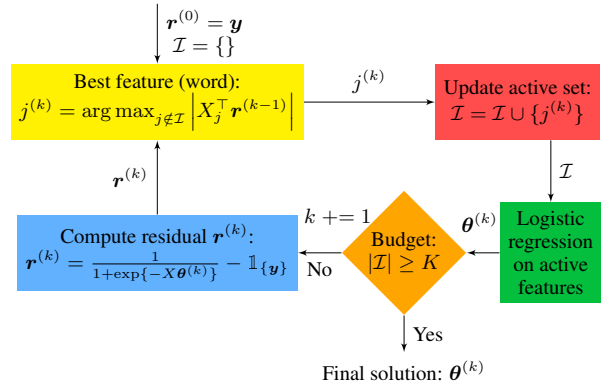 𝒓⁽⁰⁾ = 𝒚
ℐ = {}
Best feature (word):
j⁽ᵏ⁾ = arg max_{j∉ℐ} |X_j^⊤ 𝒓^{(k−1)}|
j⁽ᵏ⁾
Update active set:
ℐ = ℐ ∪ {j⁽ᵏ⁾}
ℐ
Logistic
regression
on active
features
𝜽⁽ᵏ⁾
k += 1
Budget:
|ℐ| ≥ K
No
Compute residual 𝒓⁽ᵏ⁾:
𝒓⁽ᵏ⁾ = \frac{1}{1+exp{−X𝜽⁽ᵏ⁾}} − 𝟙_{{𝒚}}
𝒓⁽ᵏ⁾
Yes
Final solution: 𝜽⁽ᵏ⁾